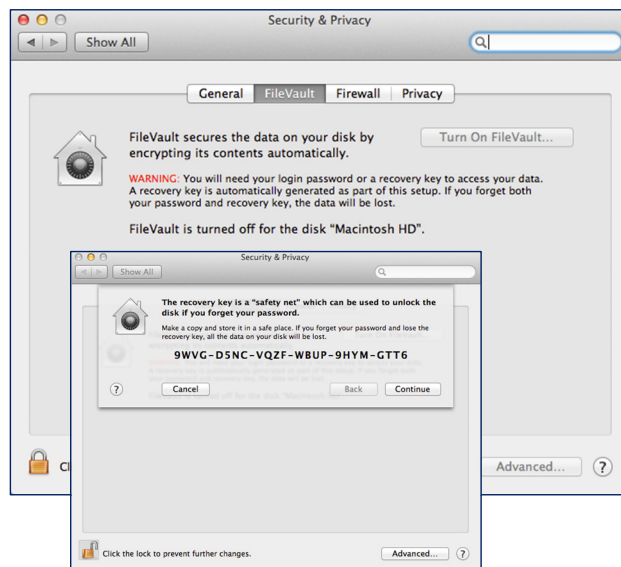 Security & Privacy
Show All
General FileVault Firewall Privacy
FileVault secures the data on your disk by
encrypting its contents automatically.
Turn On FileVault...
WARNING: You will need your login password or a recovery key to access your data.
A recovery key is automatically generated as part of this setup. If you forget both
your password and recovery key, the data will be lost.
FileVault is turned off for the disk “Macintosh HD”.
Security & Privacy
Show All
The recovery key is a “safety net” which can be used to unlock the
disk if you forget your password.
Make a copy and store it in a safe place. If you forget your password and lose the
recovery key, all the data on your disk will be lost.
9WVG-D5NC-VQZF-WBUP-9HYM-GTT6
? Cancel Back Continue
Cl
Advanced... ?
Click the lock to prevent further changes.
Advanced... ?